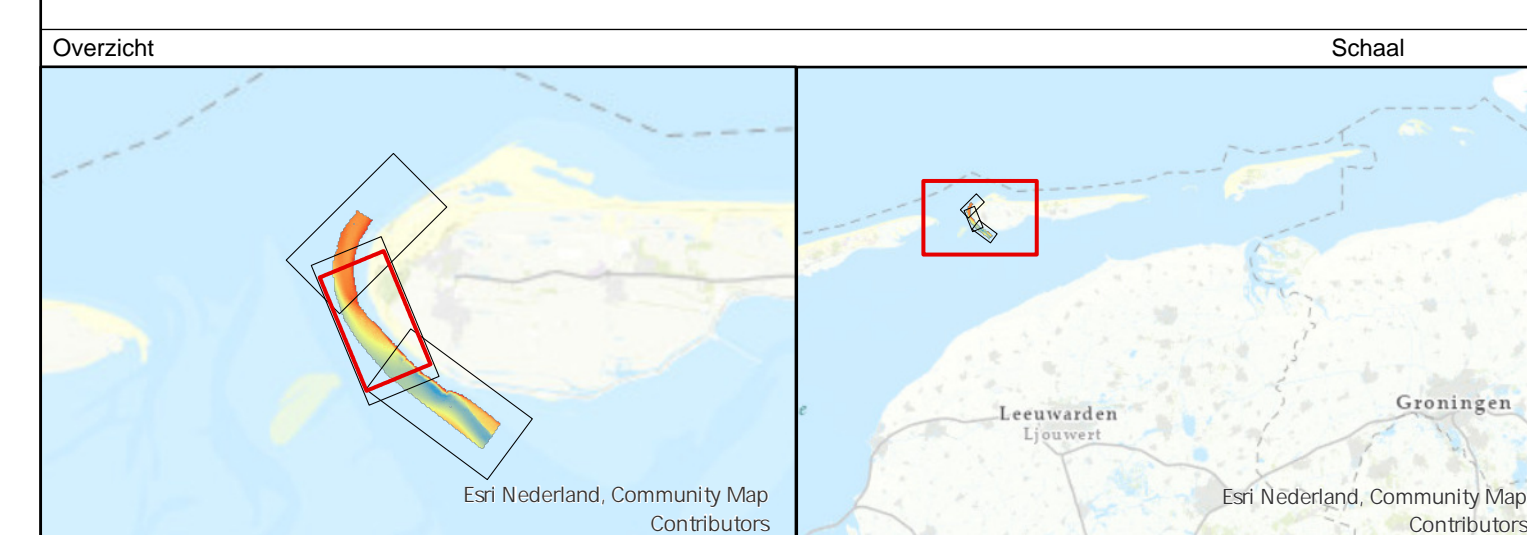 Overzicht
Schaal
Esri Nederland, Community Map
Contributors
Leeuwarden
Ljouwert
Groningen
Esri Nederland, Community Map
Contributors